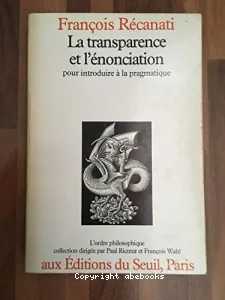 François Récanati
La transparence
et l'énonciation
pour introduire à la pragmatique
Copyright abebooks
L'ordre philosophique
collection dirigée par Paul Ricœur et François Wahl
aux Éditions du Seuil, Paris